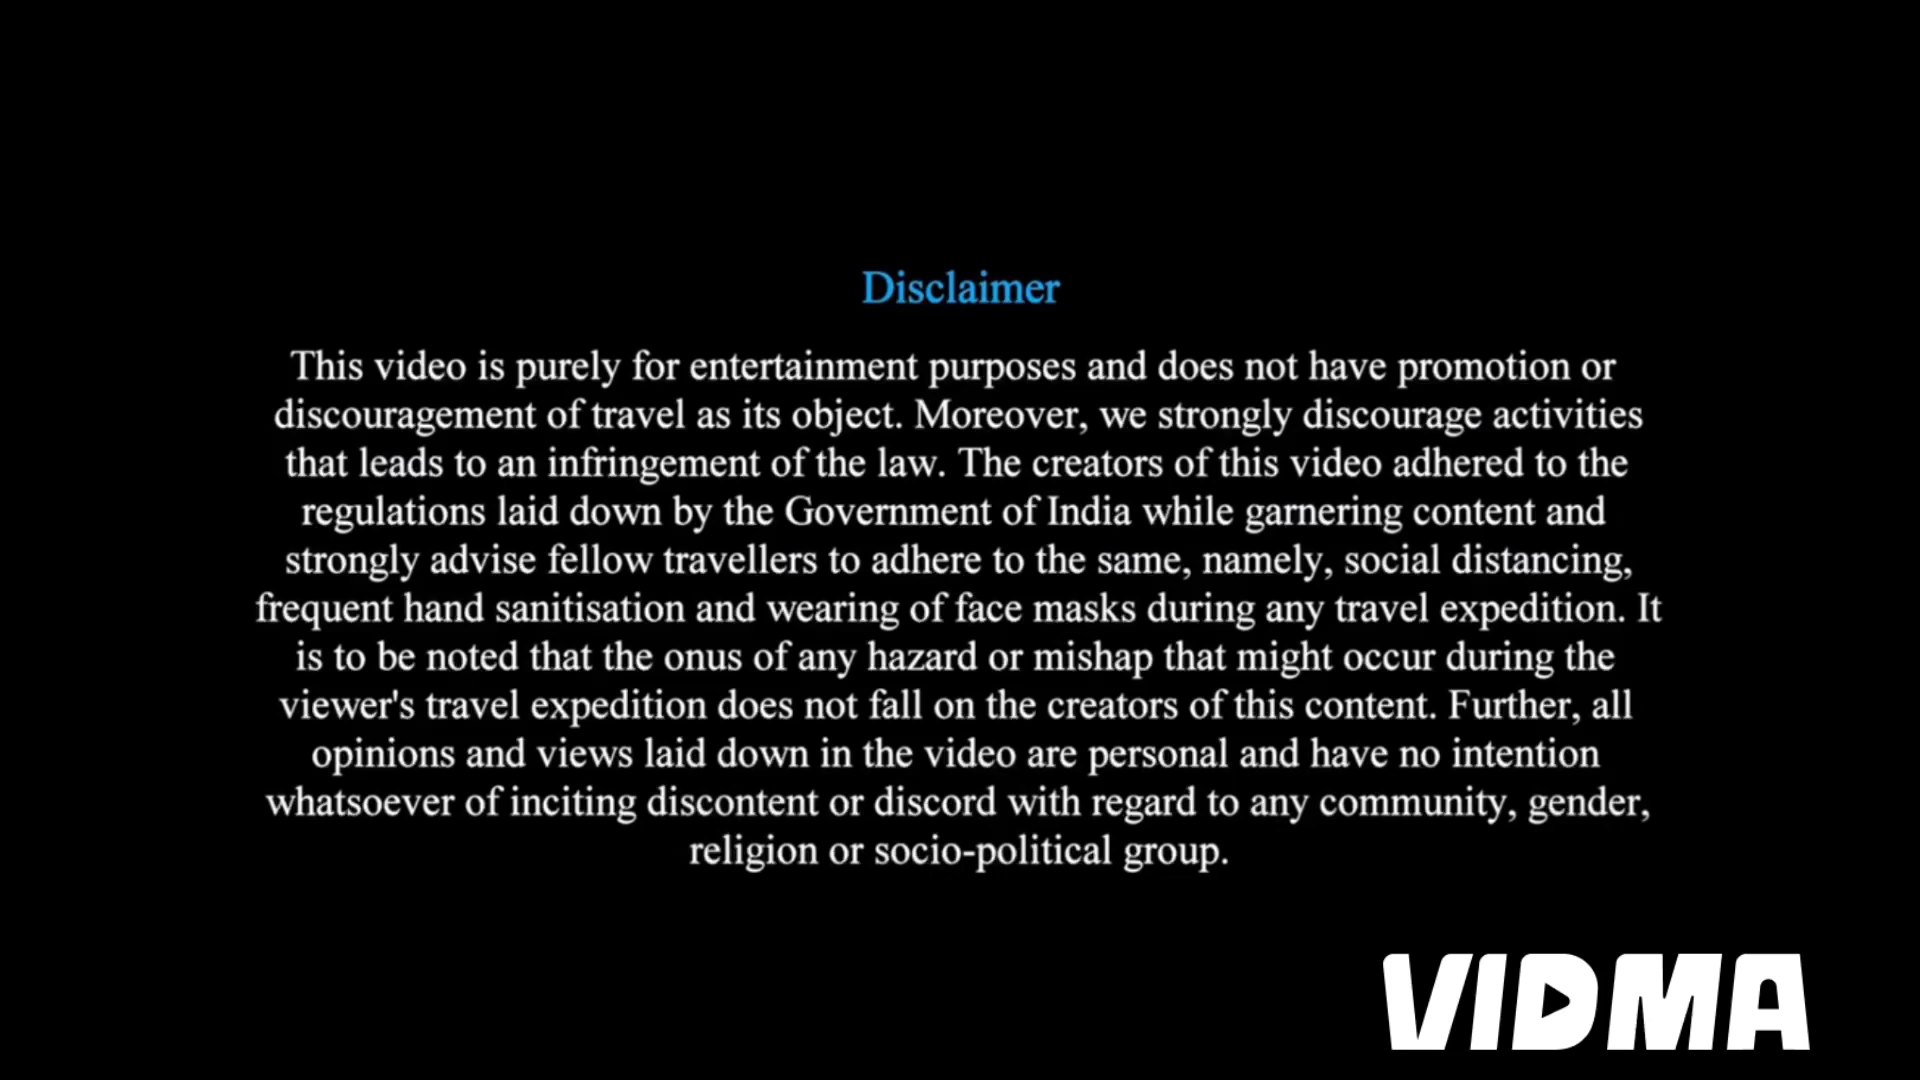 Disclaimer
This video is purely for entertainment purposes and does not have promotion or
discouragement of travel as its object. Moreover, we strongly discourage activities
that leads to an infringement of the law. The creators of this video adhered to the
regulations laid down by the Government of India while garnering content and
strongly advise fellow travellers to adhere to the same, namely, social distancing,
frequent hand sanitisation and wearing of face masks during any travel expedition. It
is to be noted that the onus of any hazard or mishap that might occur during the
viewer's travel expedition does not fall on the creators of this content. Further, all
opinions and views laid down in the video are personal and have no intention
whatsoever of inciting discontent or discord with regard to any community, gender,
religion or socio-political group.
VIDMA